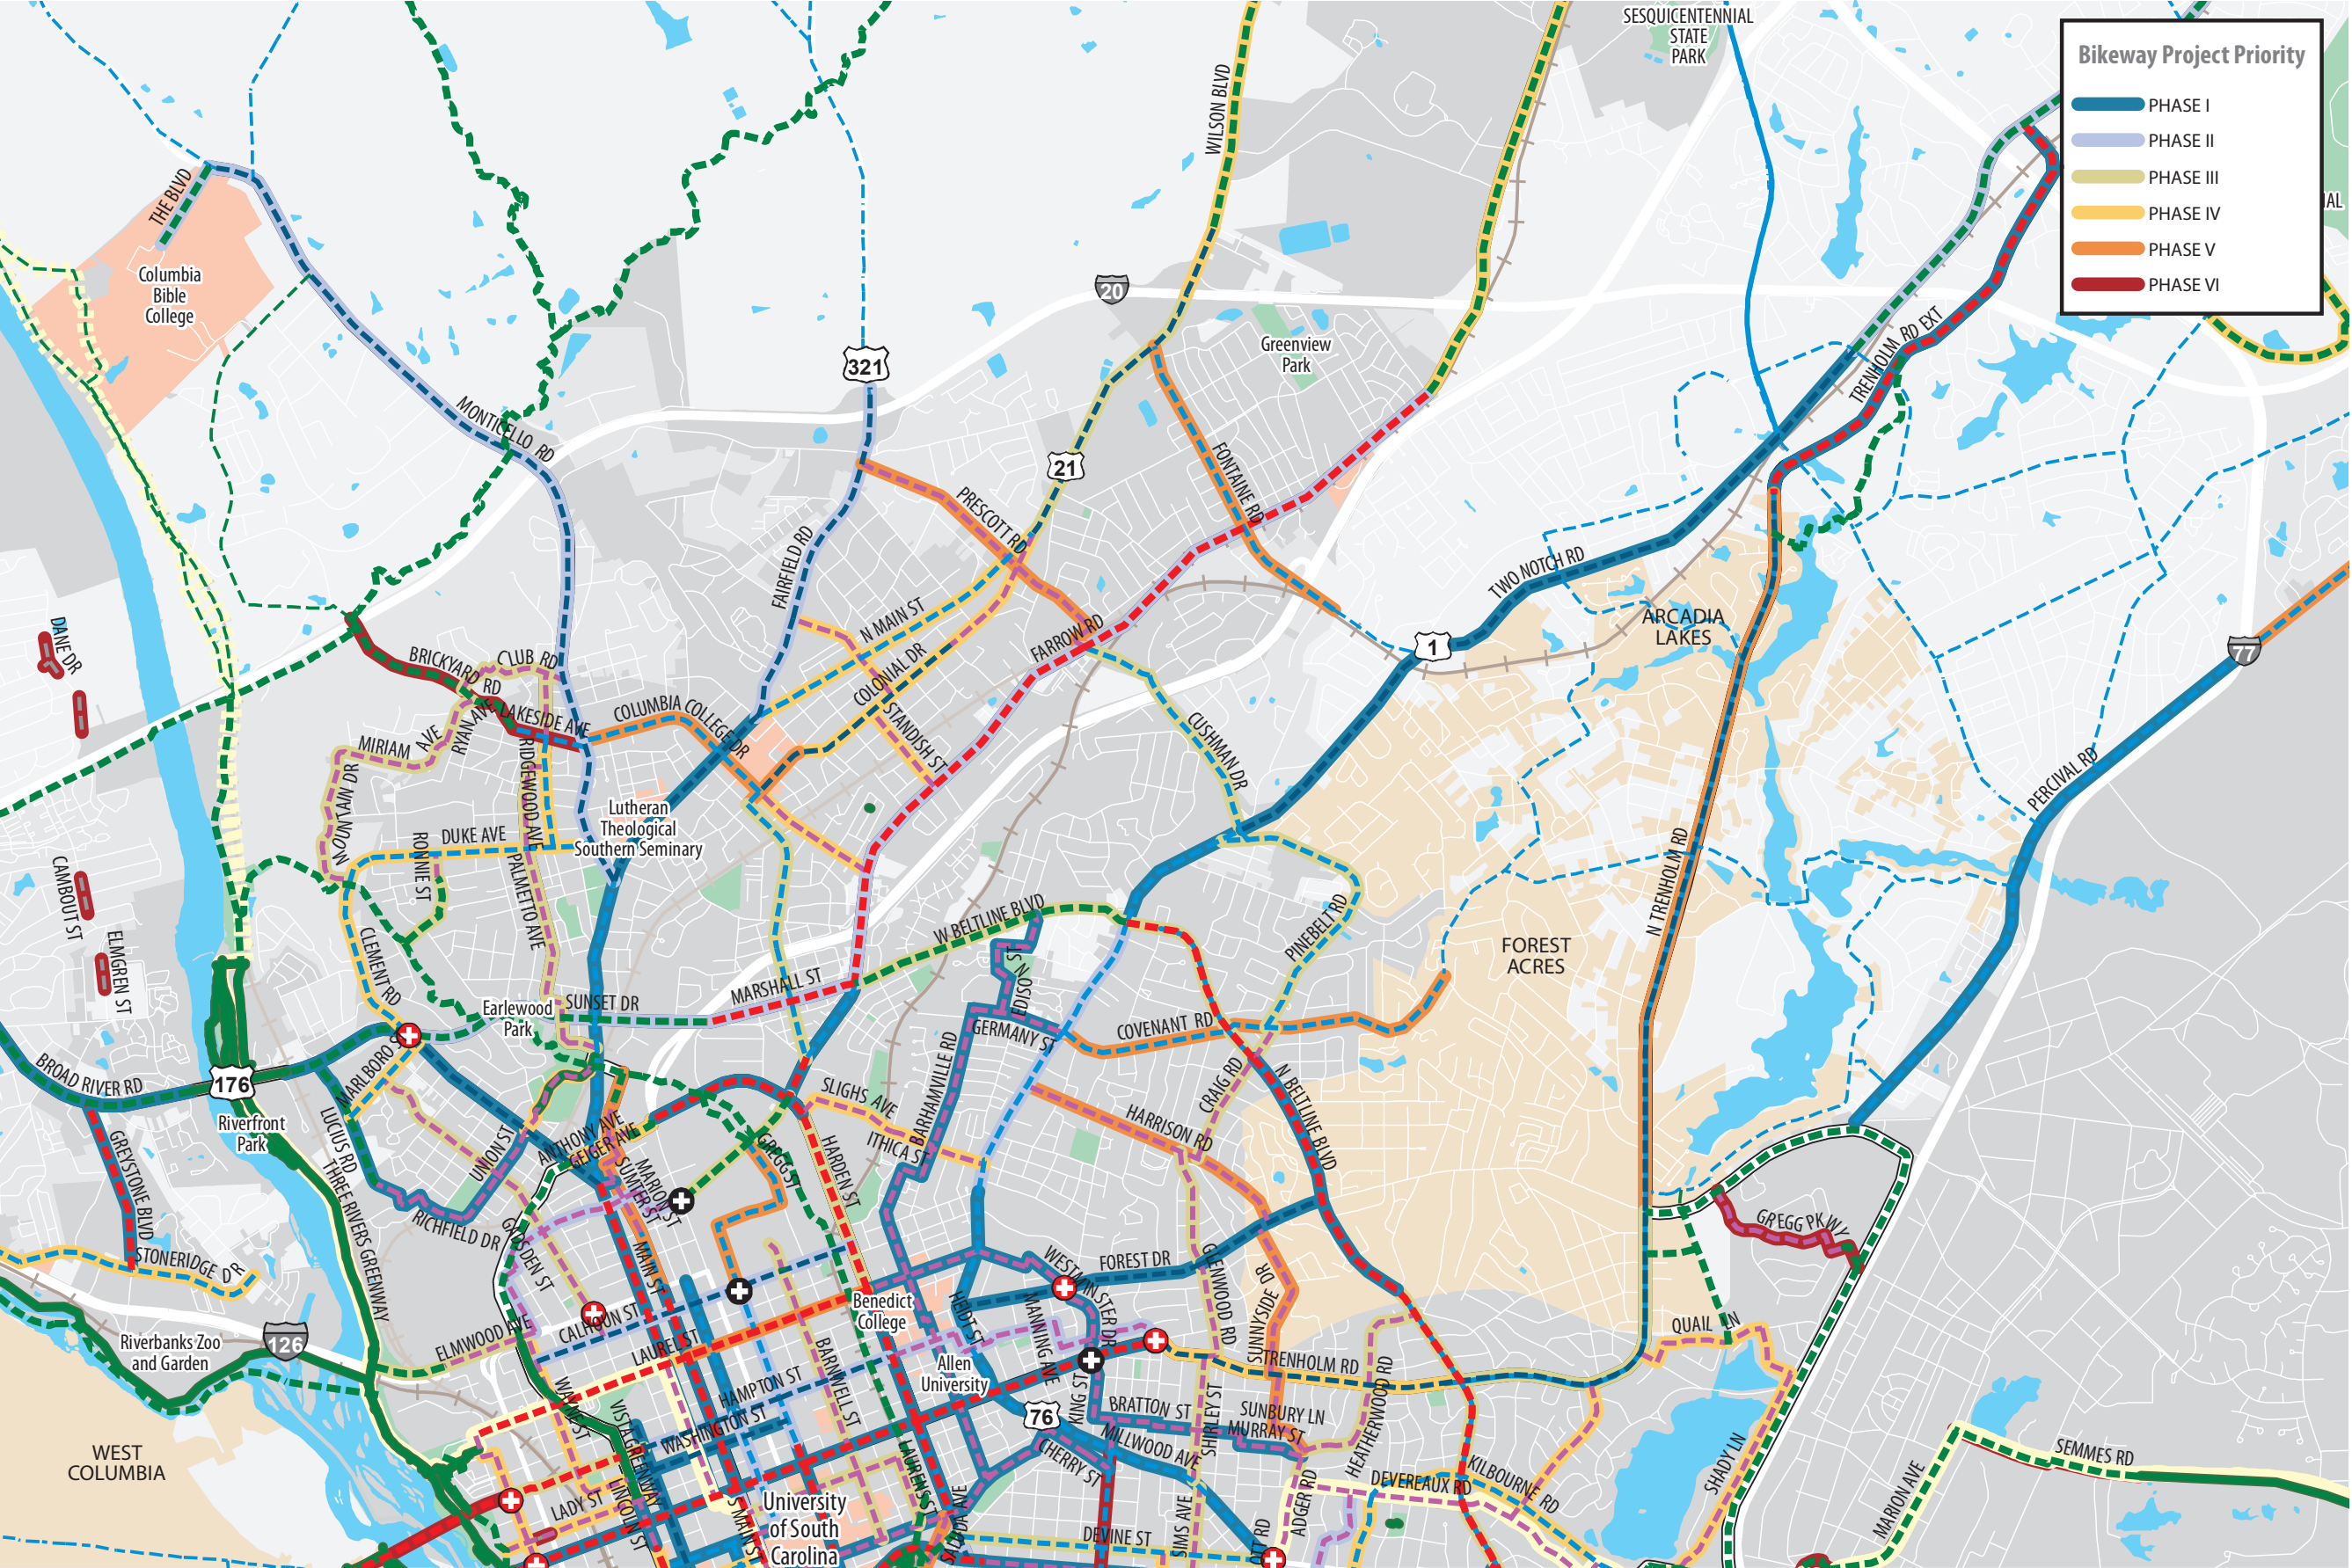 SESQUICENTENNIAL
STATE
PARK
Bikeway Project Priority
PHASE I
PHASE II
PHASE III
PHASE IV
PHASE V
PHASE VI
IAL
WILSON BLVD
THE BLVD
Columbia
Bible
College
20
321
Greenview
Park
TRENHOLM RD EXT
MONTICELLO RD
21
FONTAINE RD
PRESCOTT RD
FAIRFIELD RD
TWO NOTCH RD
ARCADIA
LAKES
1
77
N MAIN ST
FARROW RD
COLONIAL DR
DANE DR
CLUB RD
BRICKYARD RD
LAKESIDE AVE
COLUMBIA COLLEGE DR
STANDISH ST
CUSHMAN DR
RYAN AVE
MIRIAM AVE
MOUNTAIN DR
RIDGEWOOD AVE
PERCIVAL RD
Lutheran
Theological
Southern Seminary
DUKE AVE
RONNIE ST
PALMETTO AVE
N TRENHOLM RD
CAMBOUT ST
ELMGREN ST
CLEMENT RD
W BELTLINE BLVD
PINEBELT RD
FOREST
ACRES
EDISON ST
MARSHALL ST
SUNSET DR
Earlewood
Park
GERMANY ST
COVENANT RD
BARHAMVILLE RD
BROAD RIVER RD
176
MARLBORO S
Riverfront
Park
LUCIUS RD
GREYSTONE BLVD
UNION ST
ANTHONY AVE
GEIGER AVE
SLIGHS AVE
ITHICA ST
HARRISON RD
CRAIG RD
N BELTLINE BLVD
SUMTER ST
MARION ST
GREGG ST
HARDEN ST
THREE RIVERS GREENWAY
RICHFIELD DR
GADSDEN ST
MAIN ST
STONERIDGE DR
WESTMINSTER DR
FOREST DR
GLENWOOD RD
SUNNYSIDE DR
GREGG PKWY
Riverbanks Zoo
and Garden
126
ELMWOOD AVE
CALHOUN ST
LAUREL ST
Benedict
College
HEIDT ST
MANNING AVE
QUAIL LN
TRENHOLM RD
BARNWELL ST
Allen
University
HAMPTON ST
WASHINGTON ST
WAYNE ST
VISTA GREENWAY
KING ST
76
BRATTON ST
SUNBURY LN
MURRAY ST
SHIRLEY ST
HEATHERWOOD RD
MILLWOOD AVE
CHERRY ST
WEST
COLUMBIA
LADY ST
LINCOLN ST
S MAIN ST
University
of South
Carolina
LAURENS ST
SALUDA AVE
DEVINE ST
SIMS AVE
OTT RD
ADGER RD
DEVEREAUX RD
KILBOURNE RD
SHADY LN
MARION AVE
SEMMES RD